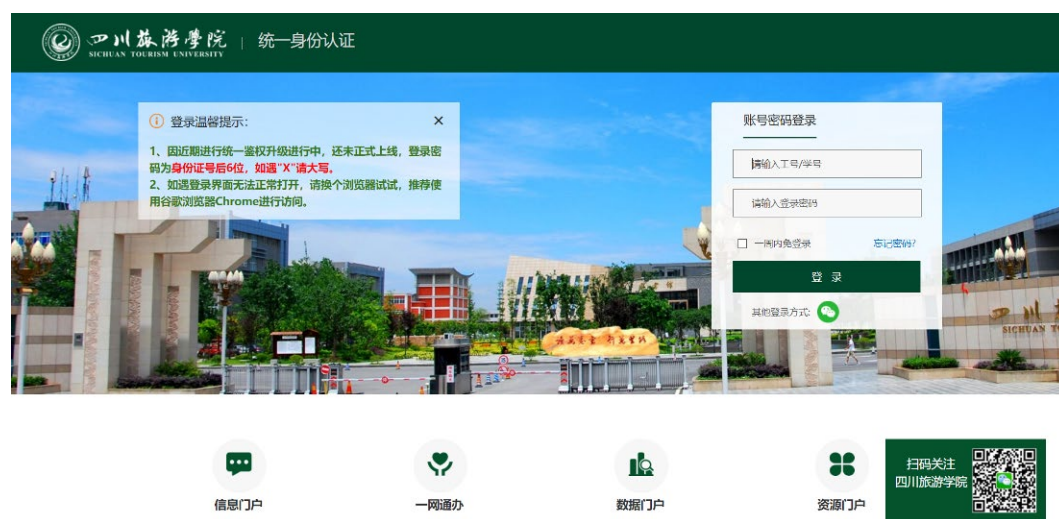 四川旅游學院
SICHUAN TOURISM UNIVERSITY
统一身份认证
登录温馨提示:
1、因近期进行统一鉴权升级进行中，还未正式上线，登录密
码为身份证号后6位，如遇"X"请大写。
2、如遇登录界面无法正常打开，请换个浏览器试试，推荐使
用谷歌浏览器Chrome进行访问。
账号密码登录
请输入工号/学号
请输入登录密码
一周内免登录
忘记密码?
登 录
其他登录方式:
SICHUAN T
信息门户
一网通办
数据门户
资源门户
扫码关注
四川旅游学院